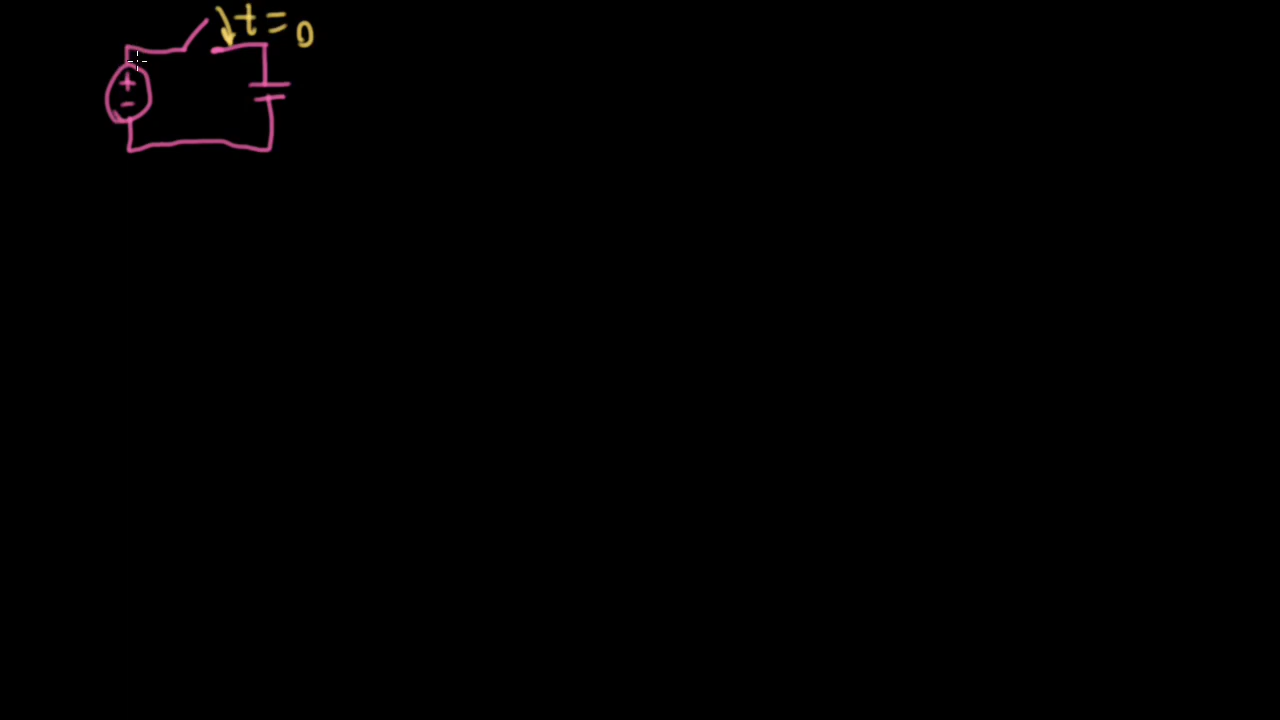 t = 0
+
-